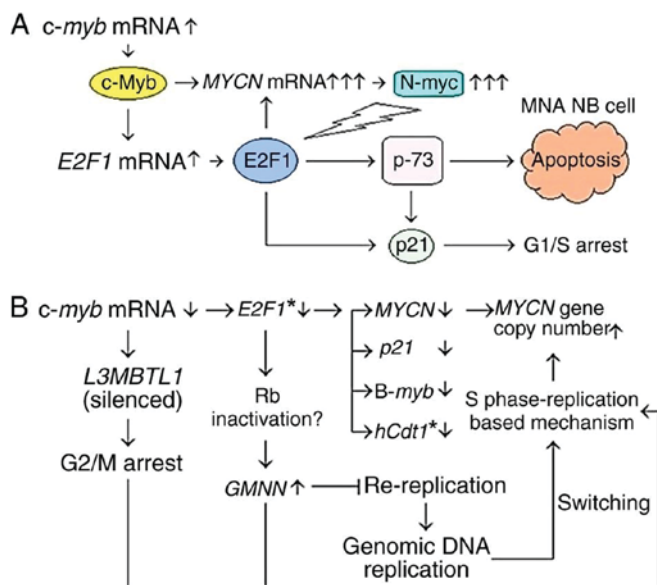 A
c-myb mRNA ↑
c-Myb → MYCN mRNA↑↑↑ → N-myc ↑↑↑
MNA NB cell
E2F1 mRNA↑ → E2F1 → p-73 → Apoptosis
p21 → G1/S arrest
B
c-myb mRNA ↓ → E2F1*↓ → MYCN ↓ → MYCN gene
copy number↑
p21 ↓
L3MBTL1
(silenced)
Rb
inactivation?
B-myb ↓
S phase-replication
based mechanism
hCdt1*↓
G2/M arrest
GMNN ↑ ⊣ Re-replication
Switching
Genomic DNA
replication